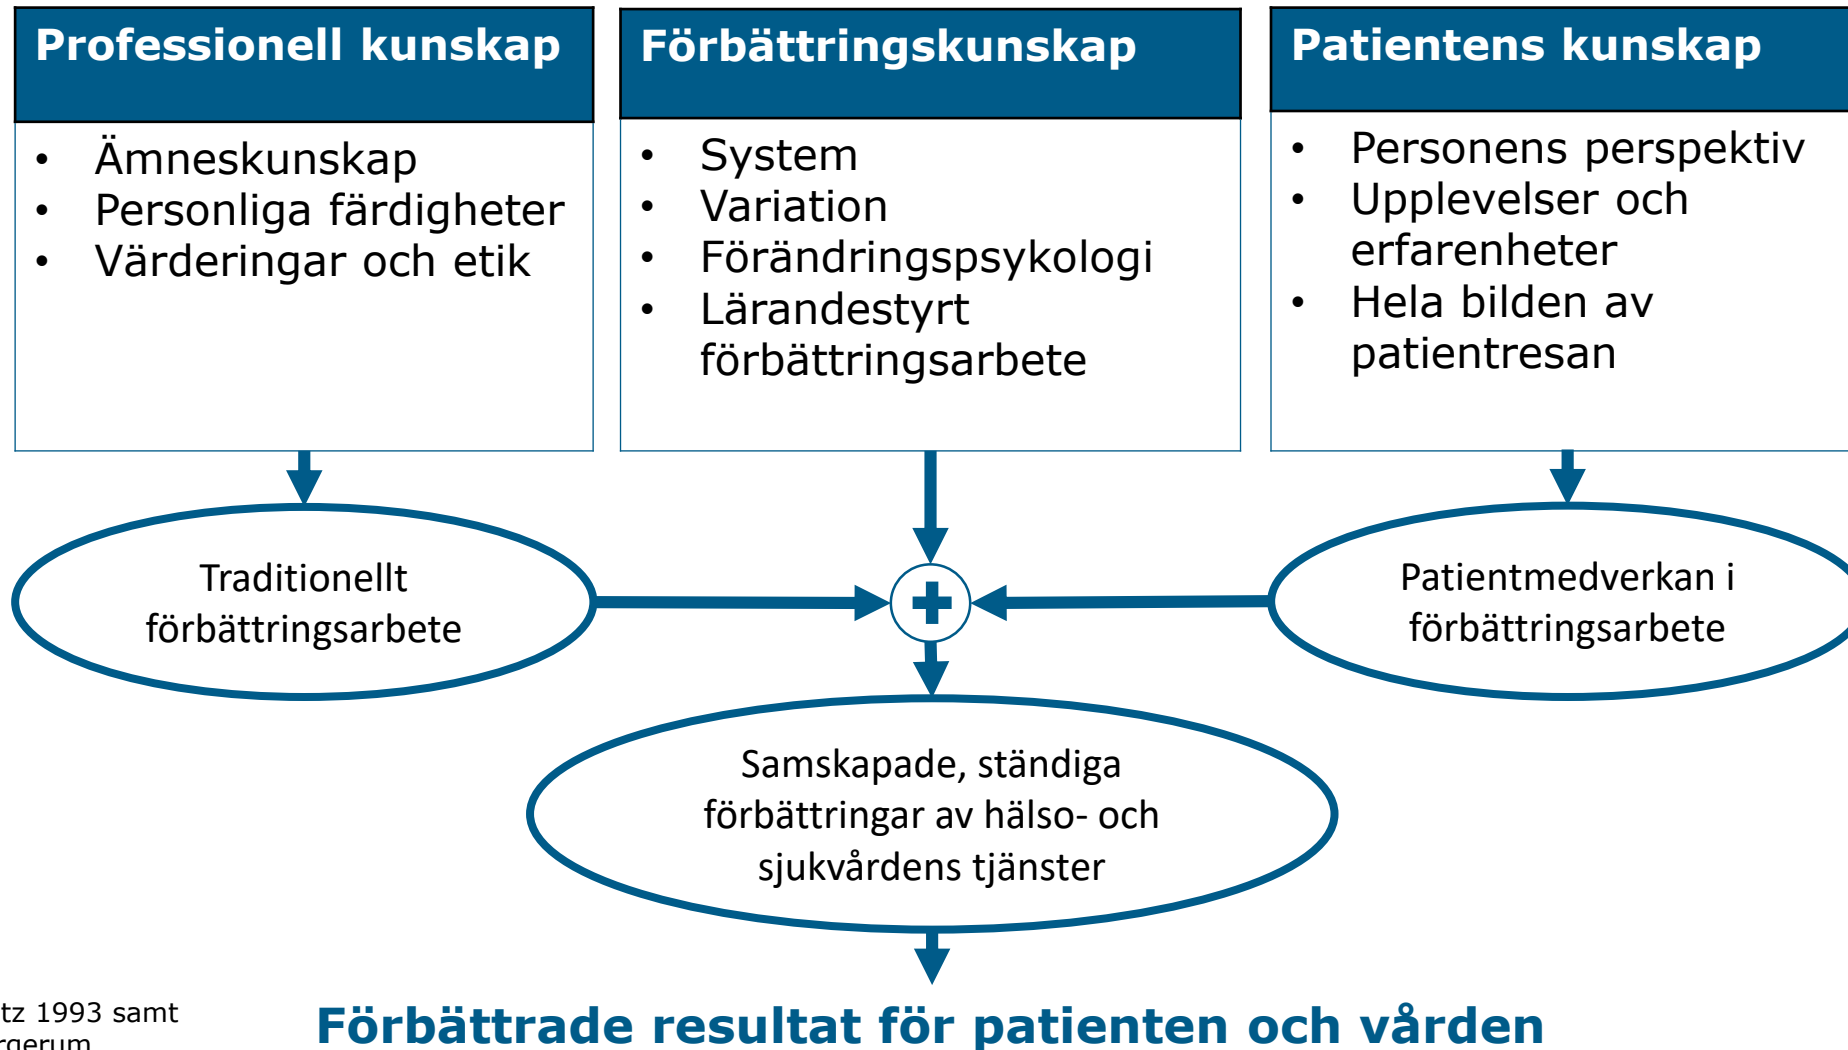 Professionell kunskap
• Ämneskunskap
• Personliga färdigheter
• Värderingar och etik
Förbättringskunskap
• System
• Variation
• Förändringspsykologi
• Lärandestyrt
förbättringsarbete
Patientens kunskap
• Personens perspektiv
• Upplevelser och
erfarenheter
• Hela bilden av
patientresan
Traditionellt
förbättringsarbete
Patientmedverkan i
förbättringsarbete
Samskapade, ständiga
förbättringar av hälso- och
sjukvårdens tjänster
Förbättrade resultat för patienten och vården
1993 samt